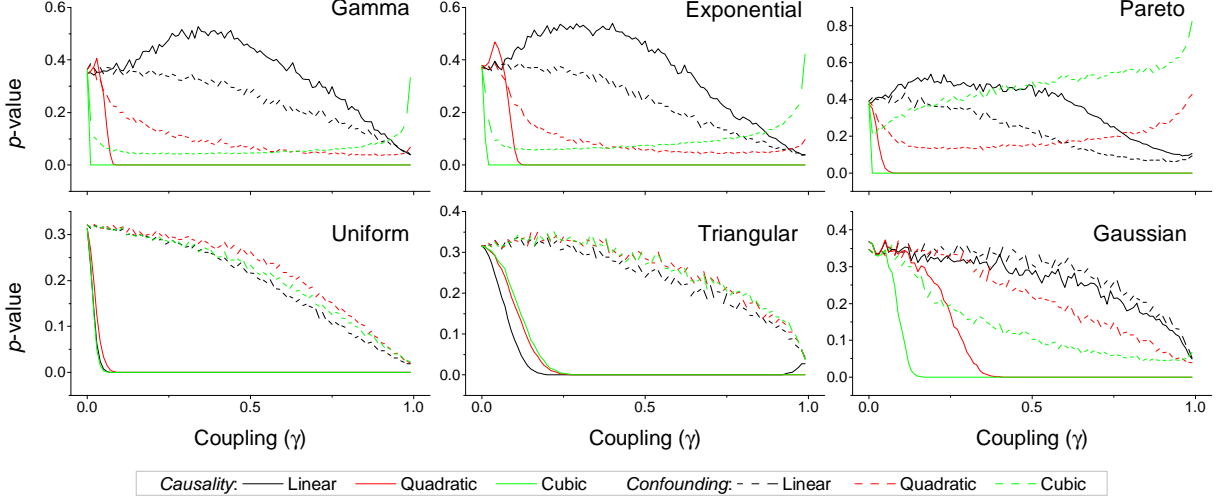 Gamma
Exponential
Pareto
0.6
0.4
0.2
0.0
p-value
0.6
0.4
0.2
0.0
0.8
0.6
0.4
0.2
0.0
Uniform
Triangular
Gaussian
0.3
0.2
0.1
0.0
p-value
0.4
0.3
0.2
0.1
0.0
0.4
0.3
0.2
0.1
0.0
0.0 0.5 1.0
0.0 0.5 1.0
0.0 0.5 1.0
Coupling (γ)
Coupling (γ)
Coupling (γ)
Causality: Linear Quadratic Cubic Confounding: Linear Quadratic Cubic